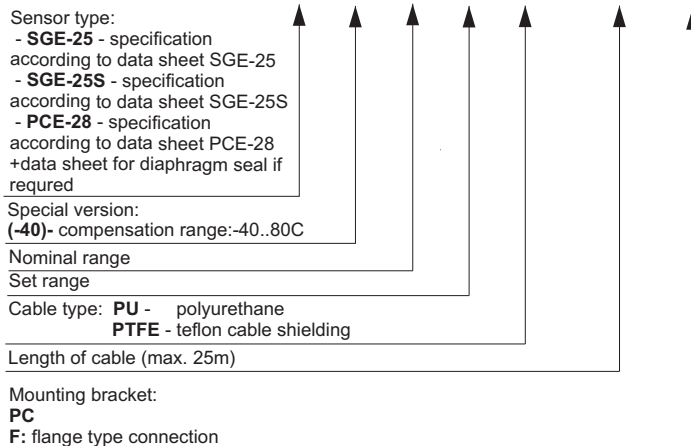 Sensor type:
- SGE-25 - specification
according to data sheet SGE-25
- SGE-25S - specification
according to data sheet SGE-25S
- PCE-28 - specification
according to data sheet PCE-28
+data sheet for diaphragm seal if
requred
Special version:
(-40)- compensation range:-40..80C
Nominal range
Set range
Cable type: PU - polyurethane
PTFE - teflon cable shielding
Length of cable (max. 25m)
Mounting bracket:
PC
F: flange type connection